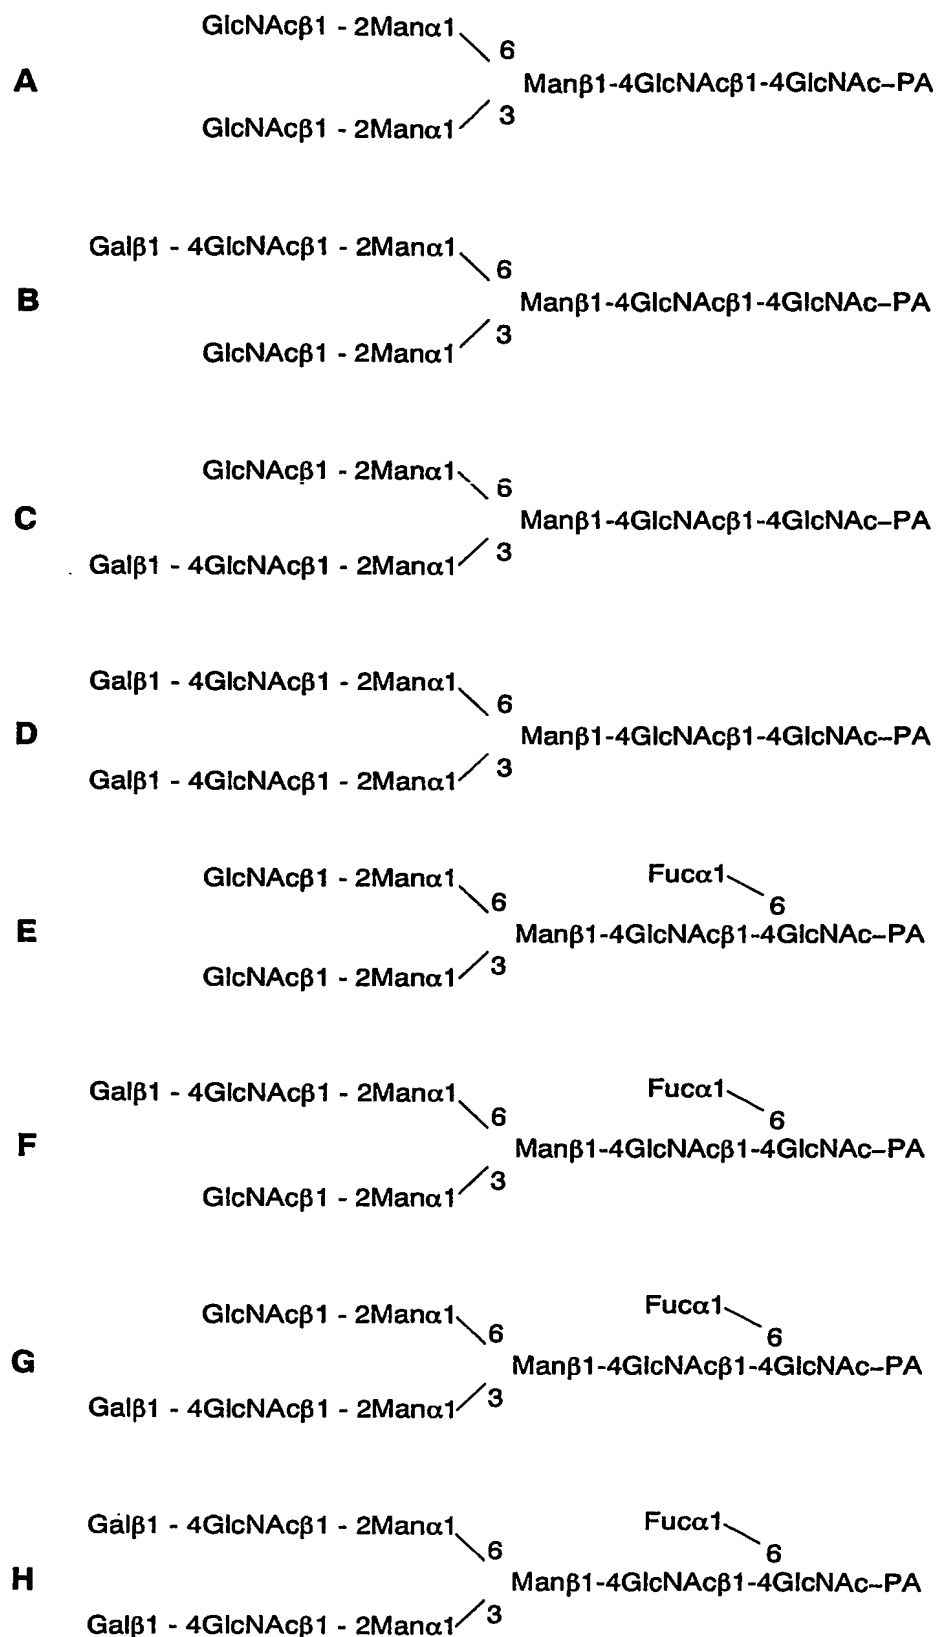 GlcNAcβ1 - 2Manα1
6
A
Manβ1-4GlcNAcβ1-4GlcNAc-PA
3
GlcNAcβ1 - 2Manα1
Galβ1 - 4GlcNAcβ1 - 2Manα1
6
B
Manβ1-4GlcNAcβ1-4GlcNAc-PA
3
GlcNAcβ1 - 2Manα1
GlcNAcβ1 - 2Manα1
6
C
Manβ1-4GlcNAcβ1-4GlcNAc-PA
3
Galβ1 - 4GlcNAcβ1 - 2Manα1
Galβ1 - 4GlcNAcβ1 - 2Manα1
6
D
Manβ1-4GlcNAcβ1-4GlcNAc-PA
3
Galβ1 - 4GlcNAcβ1 - 2Manα1
GlcNAcβ1 - 2Manα1 Fucα1
6 6
E
Manβ1-4GlcNAcβ1-4GlcNAc-PA
3
GlcNAcβ1 - 2Manα1
Galβ1 - 4GlcNAcβ1 - 2Manα1 Fucα1
6 6
F
Manβ1-4GlcNAcβ1-4GlcNAc-PA
3
GlcNAcβ1 - 2Manα1
GlcNAcβ1 - 2Manα1 Fucα1
6 6
G
Manβ1-4GlcNAcβ1-4GlcNAc-PA
3
Galβ1 - 4GlcNAcβ1 - 2Manα1
Galβ1 - 4GlcNAcβ1 - 2Manα1 Fucα1
6 6
H
Manβ1-4GlcNAcβ1-4GlcNAc-PA
3
Galβ1 - 4GlcNAcβ1 - 2Manα1